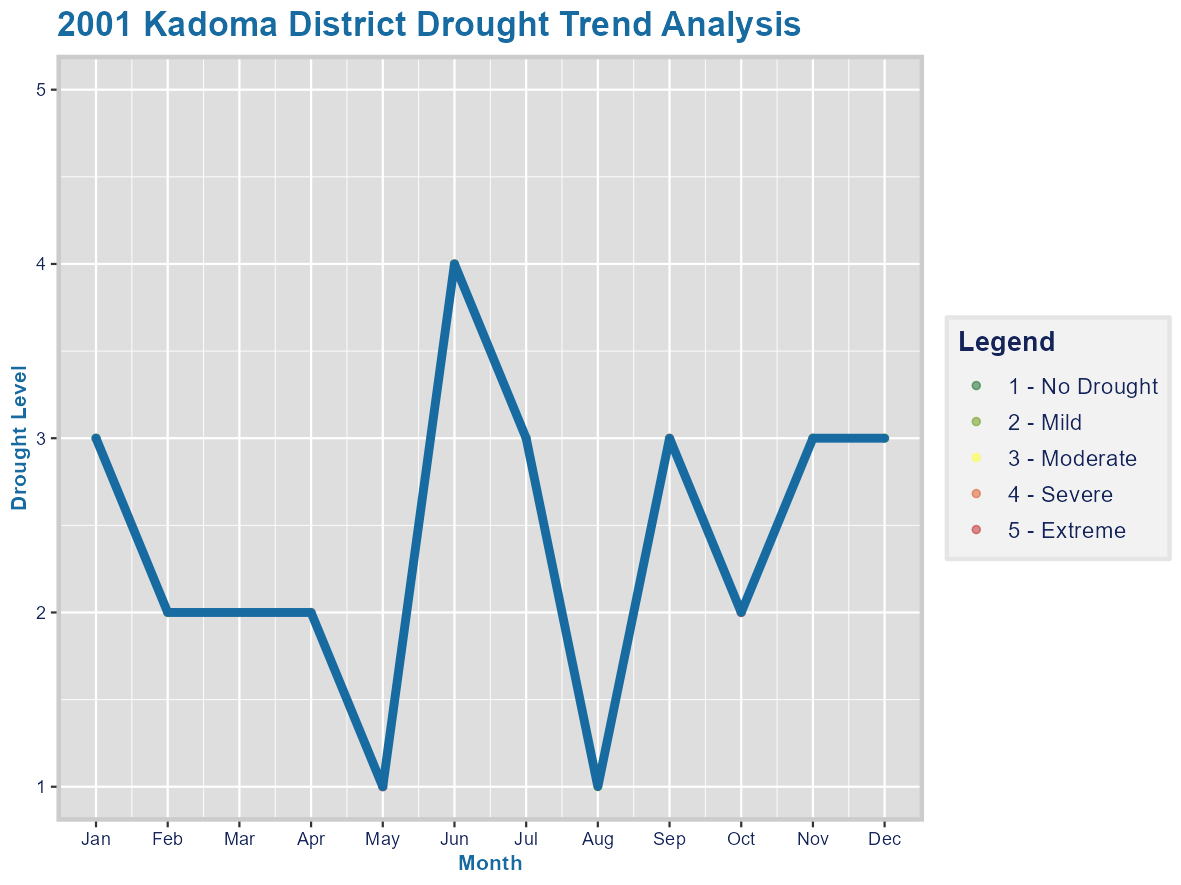 2001 Kadoma District Drought Trend Analysis
5
4
3
2
1
Drought Level
Jan Feb Mar Apr May Jun Jul Aug Sep Oct Nov Dec
Month
Legend
1 - No Drought
2 - Mild
3 - Moderate
4 - Severe
5 - Extreme